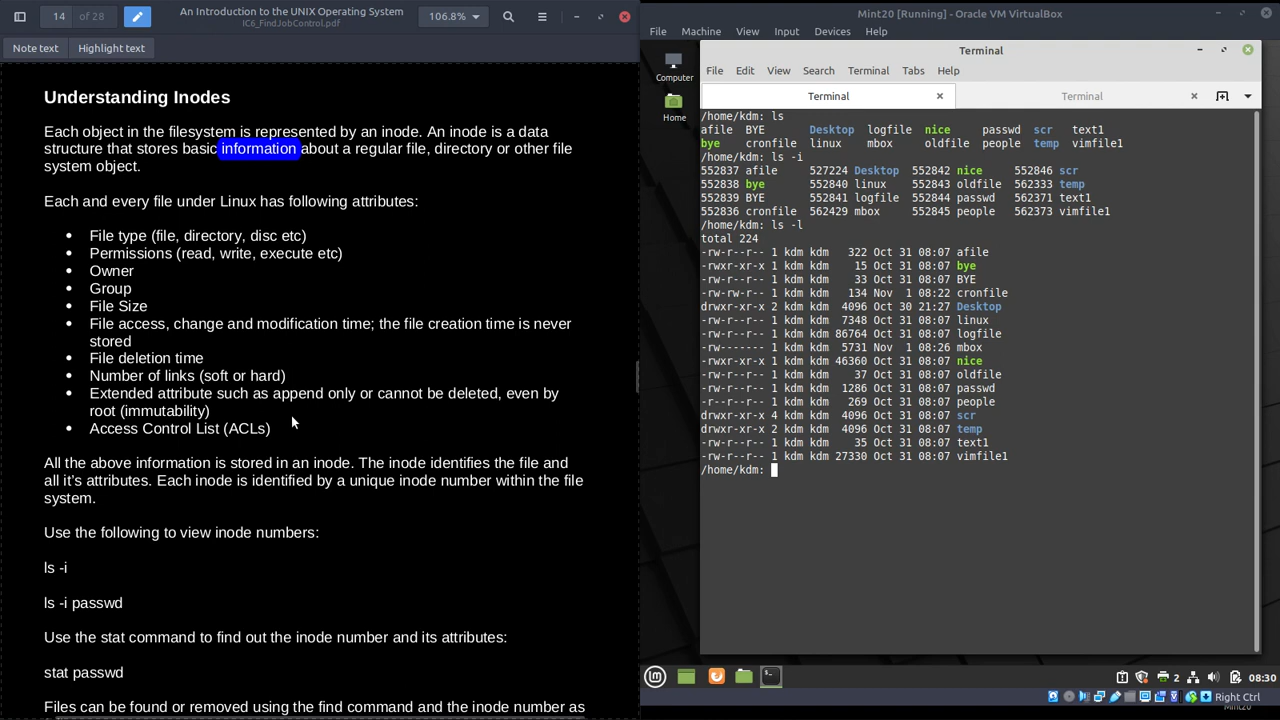 14 of 28
An Introduction to the UNIX Operating System
IC6_FindJobControl.pdf
106.8%
Note text Highlight text
Understanding Inodes
Each object in the filesystem is represented by an inode. An inode is a data
structure that stores basic information about a regular file, directory or other file
system object.
Each and every file under Linux has following attributes:
• File type (file, directory, disc etc)
• Permissions (read, write, execute etc)
• Owner
• Group
• File Size
• File access, change and modification time; the file creation time is never
stored
• File deletion time
• Number of links (soft or hard)
• Extended attribute such as append only or cannot be deleted, even by
root (immutability)
• Access Control List (ACLs)
All the above information is stored in an inode. The inode identifies the file and
all it's attributes. Each inode is identified by a unique inode number within the file
system.
Use the following to view inode numbers:
ls -i
ls -i passwd
Use the stat command to find out the inode number and its attributes:
stat passwd
Files can be found or removed using the find command and the inode number as
Mint20 [Running] - Oracle VM VirtualBox
File Machine View Input Devices Help
Computer
Home
Terminal
File Edit View Search Terminal Tabs Help
Terminal Terminal
/home/kdm: ls
afile BYE Desktop logfile nice passwd scr text1
bye cronfile linux mbox oldfile people temp vimfile1
/home/kdm: ls -i
552837 afile 527224 Desktop 552842 nice 552846 scr
552838 bye 552840 linux 552843 oldfile 562333 temp
552839 BYE 552841 logfile 552844 passwd 562371 text1
552836 cronfile 562429 mbox 552845 people 562373 vimfile1
/home/kdm: ls -l
total 224
-rw-r--r-- 1 kdm kdm 322 Oct 31 08:07 afile
-rwxr-xr-x 1 kdm kdm 15 Oct 31 08:07 bye
-rw-r--r-- 1 kdm kdm 33 Oct 31 08:07 BYE
-rw-rw-r-- 1 kdm kdm 134 Nov 1 08:22 cronfile
drwxr-xr-x 2 kdm kdm 4096 Oct 30 21:27 Desktop
-rw-r--r-- 1 kdm kdm 7348 Oct 31 08:07 linux
-rw-r--r-- 1 kdm kdm 86764 Oct 31 08:07 logfile
-rw------- 1 kdm kdm 5731 Nov 1 08:26 mbox
-rwxr-xr-x 1 kdm kdm 46360 Oct 31 08:07 nice
-rw-r--r-- 1 kdm kdm 37 Oct 31 08:07 oldfile
-rw-r--r-- 1 kdm kdm 1286 Oct 31 08:07 passwd
-r--r--r-- 1 kdm kdm 269 Oct 31 08:07 people
drwxr-xr-x 4 kdm kdm 4096 Oct 31 08:07 scr
drwxr-xr-x 2 kdm kdm 4096 Oct 31 08:07 temp
-rw-r--r-- 1 kdm kdm 35 Oct 31 08:07 text1
-rw-r--r-- 1 kdm kdm 27330 Oct 31 08:07 vimfile1
/home/kdm:
2 08:30
Right Ctrl
Mint20